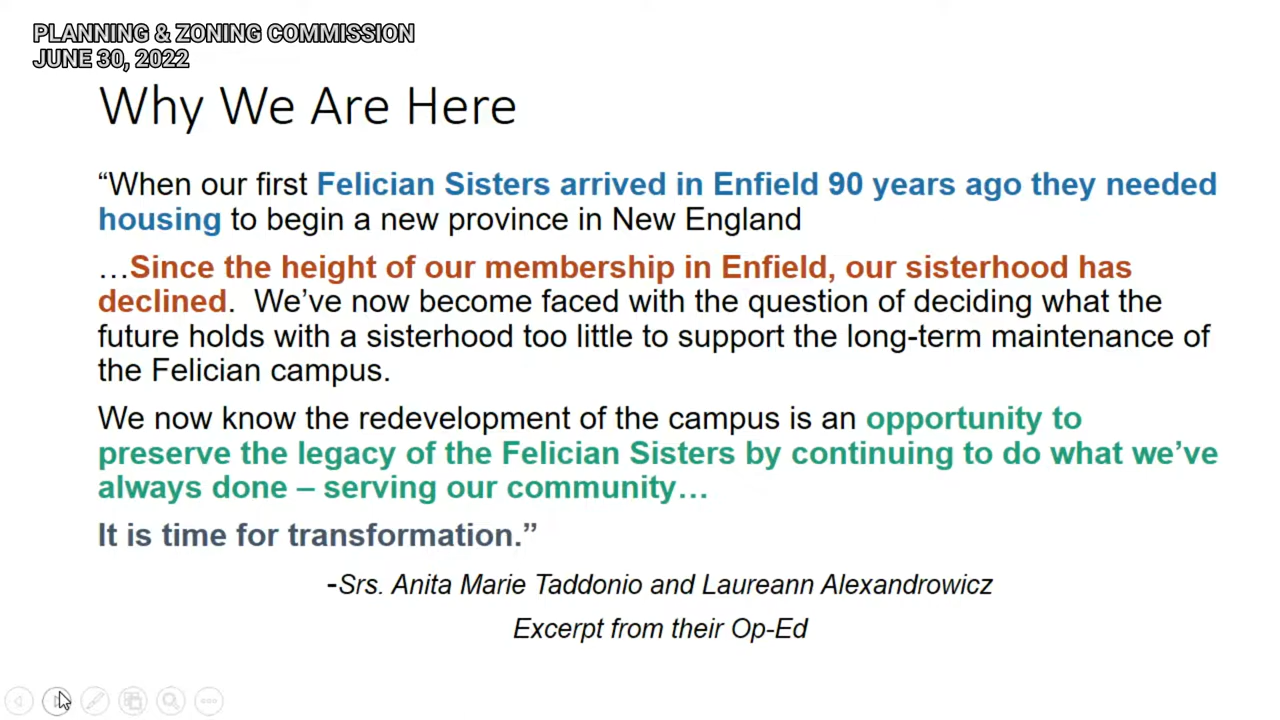 PLANNING & ZONING COMMISSION
JUNE 30, 2022
Why We Are Here
“When our first Felician Sisters arrived in Enfield 90 years ago they needed
housing to begin a new province in New England
…Since the height of our membership in Enfield, our sisterhood has
declined.  We’ve now become faced with the question of deciding what the
future holds with a sisterhood too little to support the long-term maintenance of
the Felician campus.
We now know the redevelopment of the campus is an opportunity to
preserve the legacy of the Felician Sisters by continuing to do what we’ve
always done – serving our community…
It is time for transformation.”
-Srs. Anita Marie Taddonio and Laureann Alexandrowicz
Excerpt from their Op-Ed